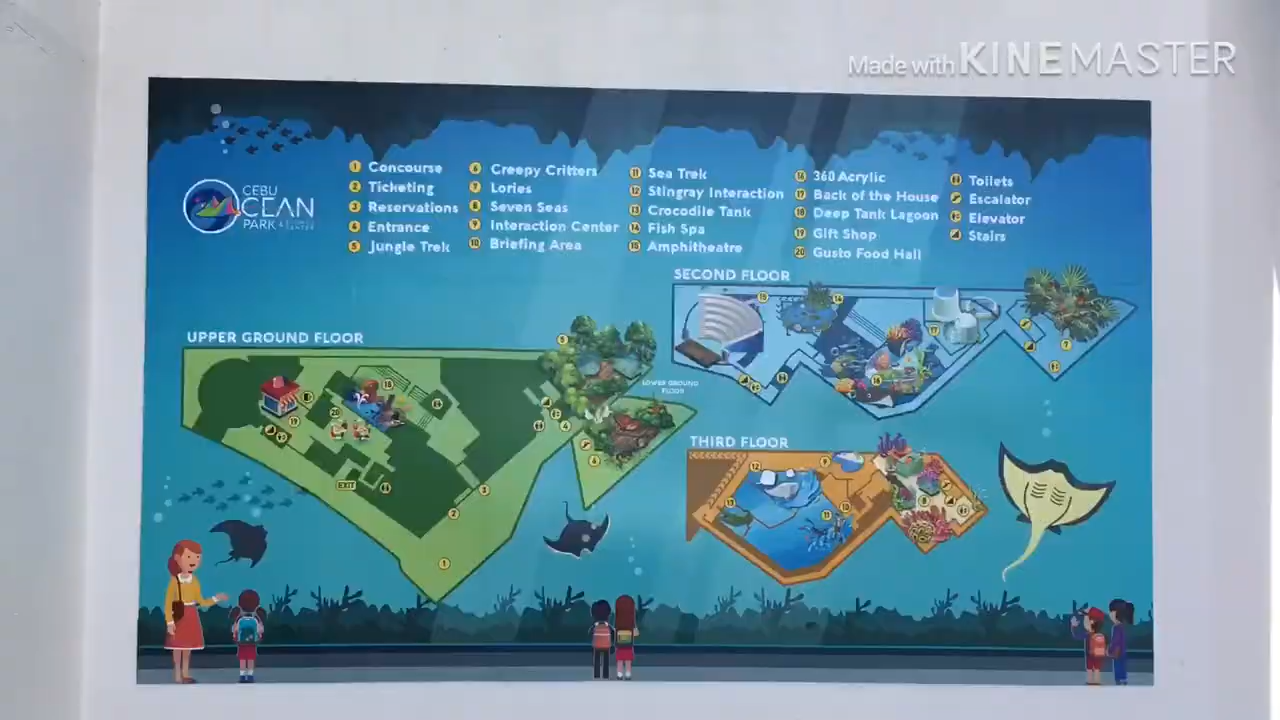 Made with KINEMASTER
CEBU
OCEAN
PARK
1 Concourse
2 Ticketing
3 Reservations
4 Entrance
5 Jungle Trek
6 Creepy Critters
7 Lories
8 Seven Seas
9 Interaction Center
10 Briefing Area
11 Sea Trek
12 Stingray Interaction
13 Crocodile Tank
14 Fish Spa
15 Amphitheatre
16 360 Acrylic
17 Back of the House
18 Deep Tank Lagoon
19 Gift Shop
20 Gusto Food Hall
Toilets
Escalator
Elevator
Stairs
SECOND FLOOR
UPPER GROUND FLOOR
LOWER GROUND
FLOOR
THIRD FLOOR
EXIT